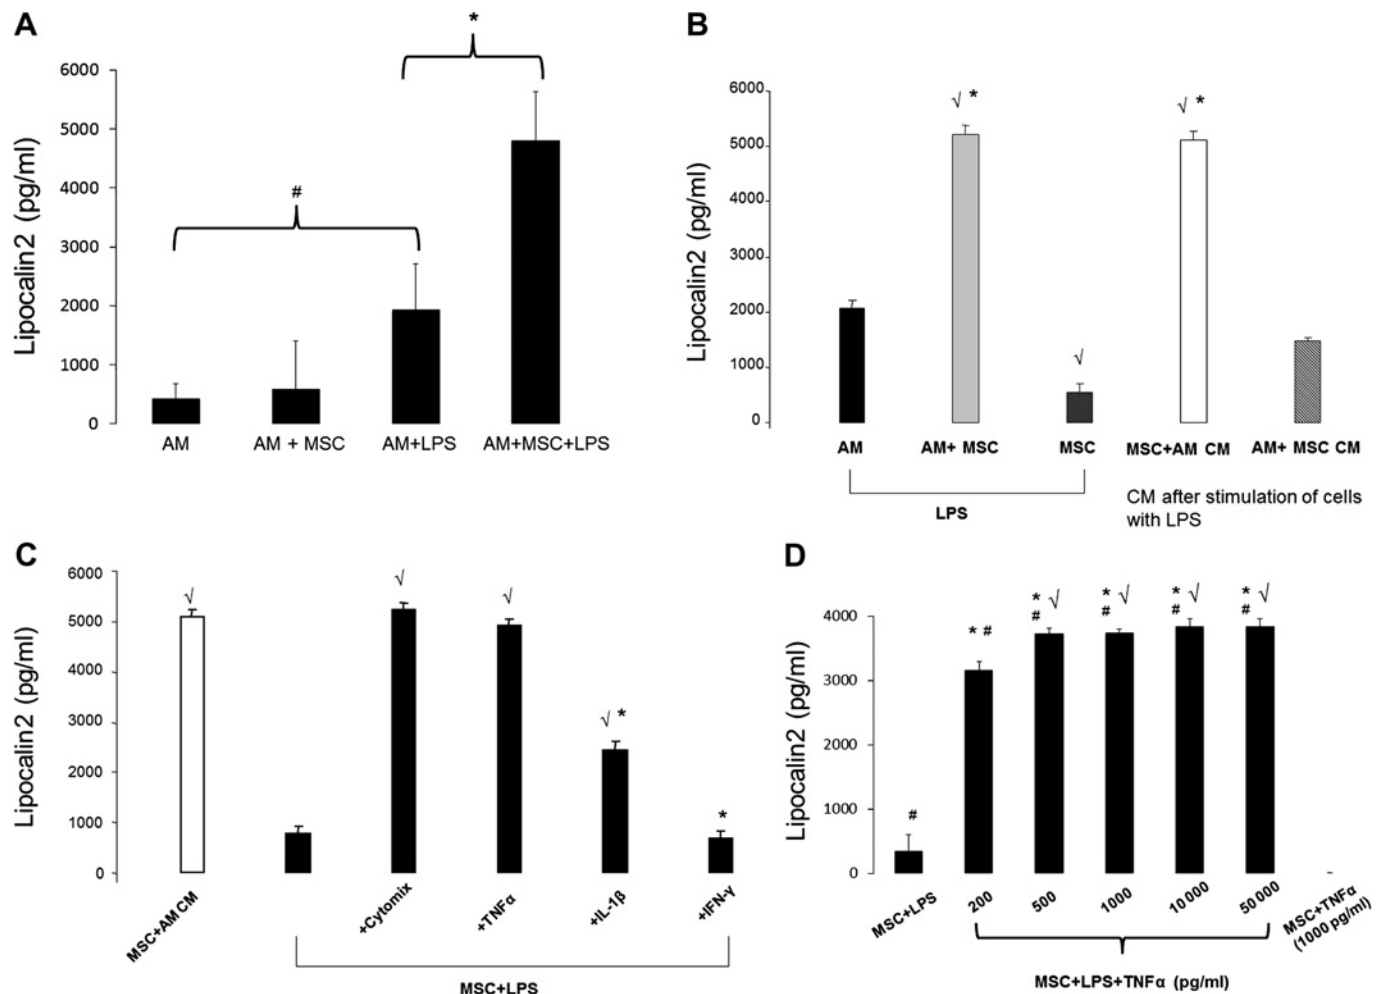 A
*
6000
5000
4000
3000
2000
1000
0
Lipocalin2 (pg/ml)
#
AM
AM + MSC
AM+LPS
AM+MSC+LPS
B
6000
5000
4000
3000
2000
1000
0
Lipocalin2 (pg/ml)
√ *
√
√ *
AM
AM+ MSC
MSC
MSC+AM CM
AM+ MSC CM
LPS
CM after stimulation of cells
with LPS
C
6000
5000
4000
3000
2000
1000
0
Lipocalin2 (pg/ml)
√
√
√
√ *
*
MSC+AM CM
+Cytomix
+TNFα
+IL-1β
+IFN-γ
MSC+LPS
D
4000
3000
2000
1000
0
Lipocalin2 (pg/ml)
#
* #
* √
#
* √
#
* √
#
* √
#
MSC+LPS
200
500
1000
10 000
50 000
MSC+TNFα
(1000 pg/ml)
MSC+LPS+TNFα (pg/ml)